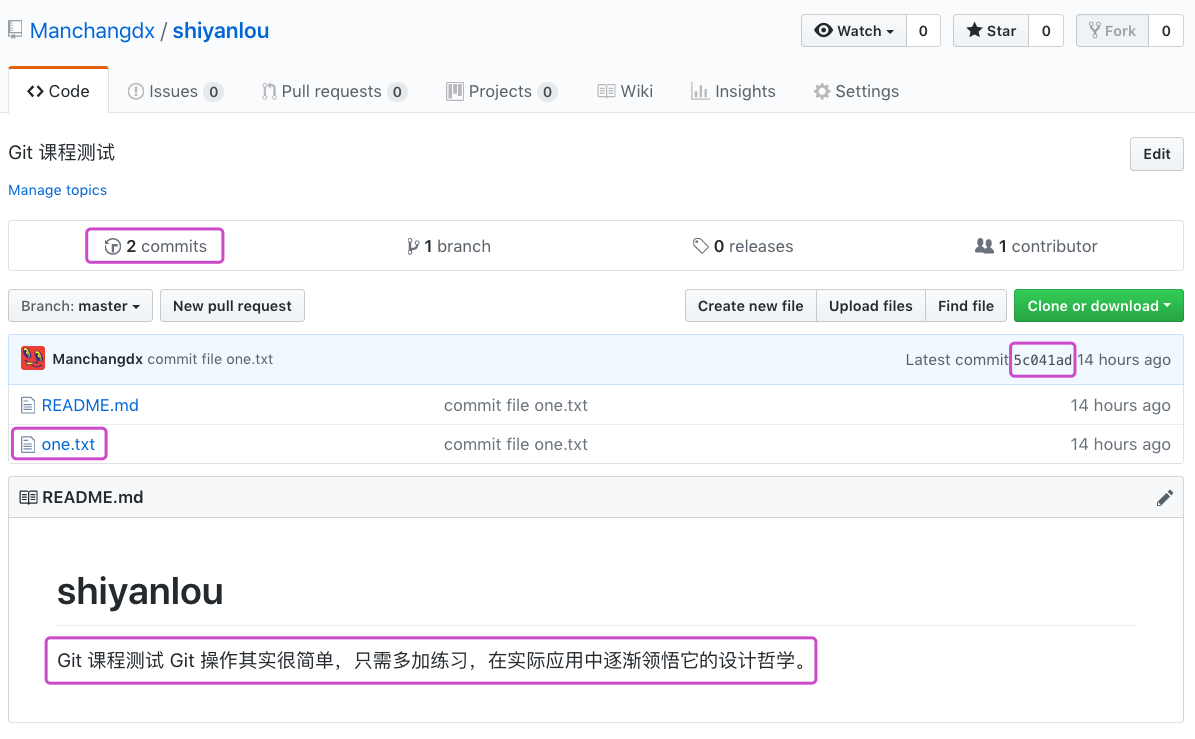 Manchangdx / shiyanlou Watch 0 Star 0 Fork 0
Code Issues 0 Pull requests 0 Projects 0 Wiki Insights Settings
Git 课程测试 Edit
Manage topics
2 commits 1 branch 0 releases 1 contributor
Branch: master New pull request Create new file Upload files Find file Clone or download
Manchangdx commit file one.txt Latest commit 5c041ad 14 hours ago
README.md commit file one.txt 14 hours ago
one.txt commit file one.txt 14 hours ago
README.md
shiyanlou
Git 课程测试 Git 操作其实很简单，只需多加练习，在实际应用中逐渐领悟它的设计哲学。